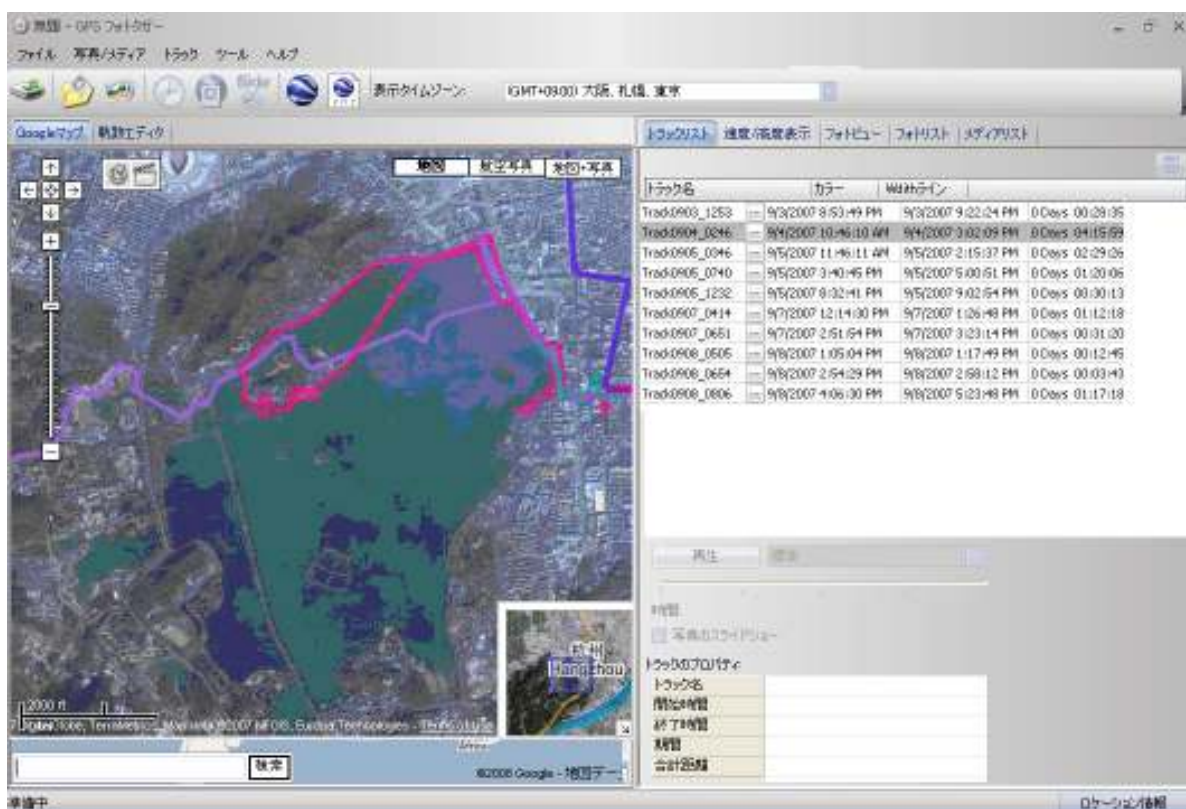 地図 - GPS フォトタガー
ファイル 写真/メディア トラック ツール ヘルプ
表示タイムゾーン: (GMT+09:00) 大阪, 札幌, 東京
Googleマップ 軌跡エディタ
地図 航空写真 地図+写真
杭州
Hangzhou
2000 ft
©2007
Technologies - Terms of Use
検索
©2008 Google - 地図デー
トラックリスト 速度/高度表示 フォトビュー フォトリスト メディアリスト
トラック名 カラー Widthライン
Track0903_1253 ... 9/3/2007 8:53:49 PM 9/3/2007 9:22:24 PM 0 Days 00:28:35
Track0904_0246 ... 9/4/2007 10:46:10 AM 9/4/2007 3:02:09 PM 0 Days 04:15:59
Track0905_0346 ... 9/5/2007 11:46:11 AM 9/5/2007 2:15:37 PM 0 Days 02:29:26
Track0905_0740 ... 9/5/2007 3:40:45 PM 9/5/2007 5:00:51 PM 0 Days 01:20:06
Track0905_1232 ... 9/5/2007 8:32:41 PM 9/5/2007 9:02:54 PM 0 Days 00:30:13
Track0907_0414 ... 9/7/2007 12:14:30 PM 9/7/2007 1:26:48 PM 0 Days 01:12:18
Track0907_0651 ... 9/7/2007 2:51:54 PM 9/7/2007 3:23:14 PM 0 Days 00:31:20
Track0908_0505 ... 9/8/2007 1:05:04 PM 9/8/2007 1:17:49 PM 0 Days 00:12:45
Track0908_0654 ... 9/8/2007 2:54:29 PM 9/8/2007 2:58:12 PM 0 Days 00:03:43
Track0908_0806 ... 9/8/2007 4:06:30 PM 9/8/2007 5:23:48 PM 0 Days 01:17:18
再生
時間
写真のスライドショー
トラックのプロパティ
トラック名
開始時間
終了時間
期間
合計距離
準備中
ロケーション情報